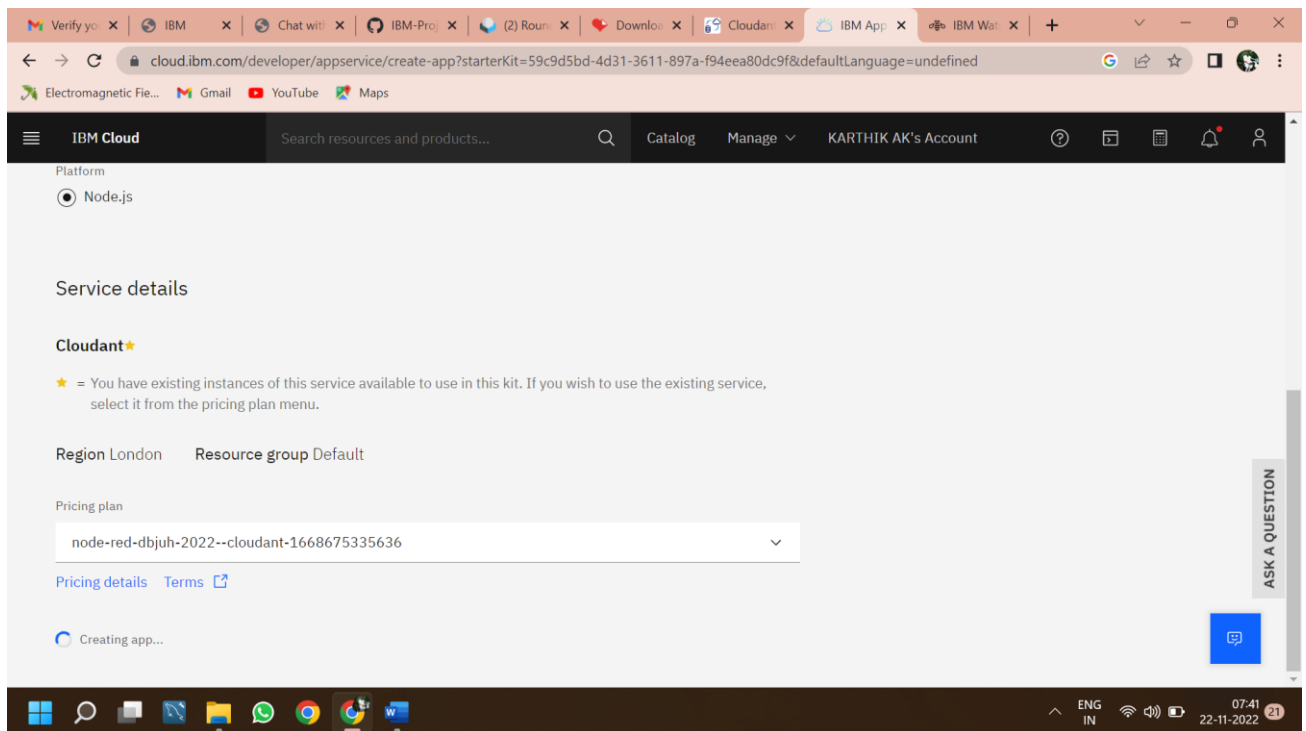 Verify yo
IBM
Chat with
IBM-Proj
(2) Roun
Downloa
Cloudant
IBM App
IBM Wat
cloud.ibm.com/developer/appservice/create-app?starterKit=59c9d5bd-4d31-3611-897a-f94eea80dc9f&defaultLanguage=undefined
Electromagnetic Fie...
Gmail
YouTube
Maps
IBM Cloud
Search resources and products...
Catalog
Manage
KARTHIK AK's Account
Platform
Node.js
Service details
Cloudant
= You have existing instances of this service available to use in this kit. If you wish to use the existing service,
select it from the pricing plan menu.
Region London
Resource group Default
Pricing plan
node-red-dbjuh-2022--cloudant-1668675335636
Pricing details
Terms
Creating app...
ASK A QUESTION
ENG
IN
07:41
22-11-2022
21